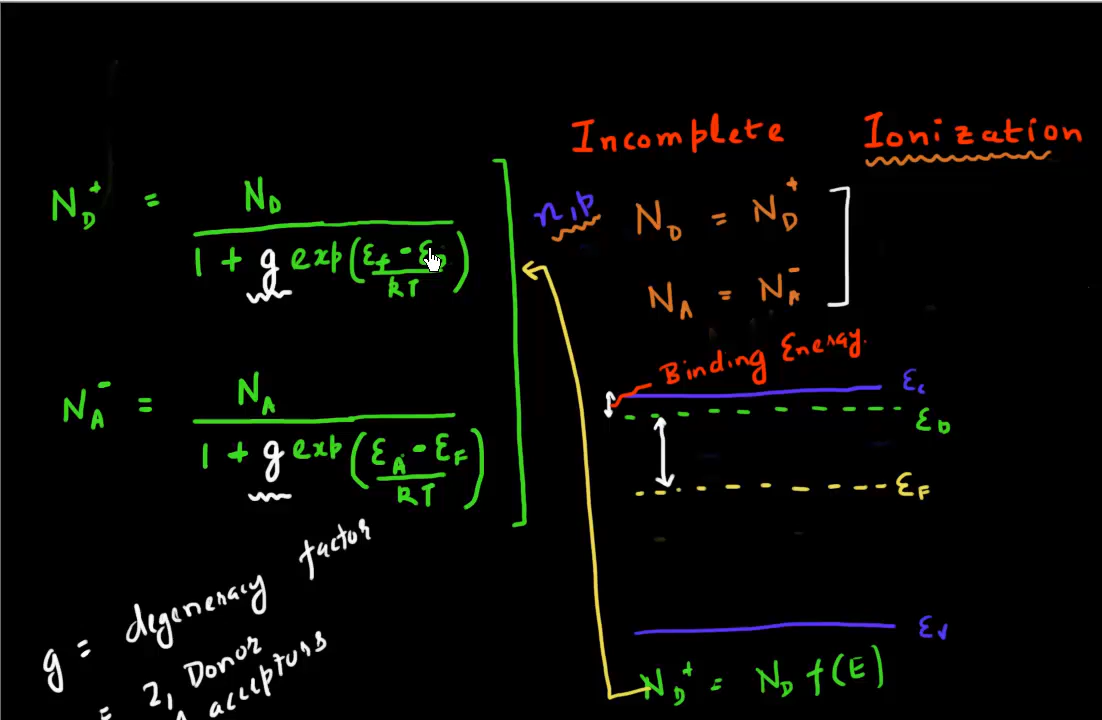 Incomplete Ionization
N_D^+ = N_D / (1 + g exp((E_f - E_D)/kT))
n,p N_D = N_D^+
N_A = N_A^-
Binding Energy.
E_c
E_D
N_A^- = N_A / (1 + g exp((E_A - E_F)/kT))
E_F
E_v
N_D^+ = N_D f(E)
g = degeneracy factor
= 2, Donor
acceptors